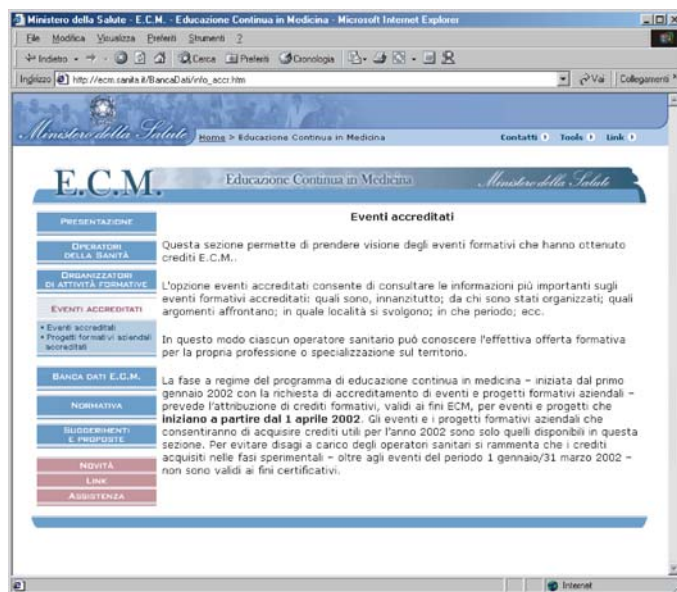 Ministero della Salute - E.C.M. - Educazione Continua in Medicina - Microsoft Internet Explorer
File Modifica Visualizza Preferiti Strumenti ?
Indietro
Cerca Preferiti Cronologia
Indirizzo http://ecm.sanita.it/BancaDati/info_accr.htm Vai Collegamenti
Ministero della Salute Home > Educazione Continua in Medicina Contatti Tools Link
E.C.M. Educazione Continua in Medicina Ministero della Salute
PRESENTAZIONE
OPERATORI
DELLA SANITÀ
ORGANIZZATORI
DI ATTIVITÀ FORMATIVE
EVENTI ACCREDITATI
• Eventi accreditati
• Progetti formativi aziendali
accreditati
BANCA DATI E.C.M.
NORMATIVA
SUGGERIMENTI
E PROPOSTE
NOVITÀ
LINK
ASSISTENZA
Eventi accreditati
Questa sezione permette di prendere visione degli eventi formativi che hanno ottenuto
crediti E.C.M..
L'opzione eventi accreditati consente di consultare le informazioni più importanti sugli
eventi formativi accreditati: quali sono, innanzitutto; da chi sono stati organizzati; quali
argomenti affrontano; in quale località si svolgono; in che periodo; ecc.
In questo modo ciascun operatore sanitario può conoscere l'effettiva offerta formativa
per la propria professione o specializzazione sul territorio.
La fase a regime del programma di educazione continua in medicina – iniziata dal primo
gennaio 2002 con la richiesta di accreditamento di eventi e progetti formativi aziendali –
prevede l'attribuzione di crediti formativi, validi ai fini ECM, per eventi e progetti che
iniziano a partire dal 1 aprile 2002. Gli eventi e i progetti formativi aziendali che
consentiranno di acquisire crediti utili per l'anno 2002 sono solo quelli disponibili in questa
sezione. Per evitare disagi a carico degli operatori sanitari si rammenta che i crediti
acquisiti nelle fasi sperimentali – oltre agli eventi del periodo 1 gennaio/31 marzo 2002 –
non sono validi ai fini certificativi.
Internet